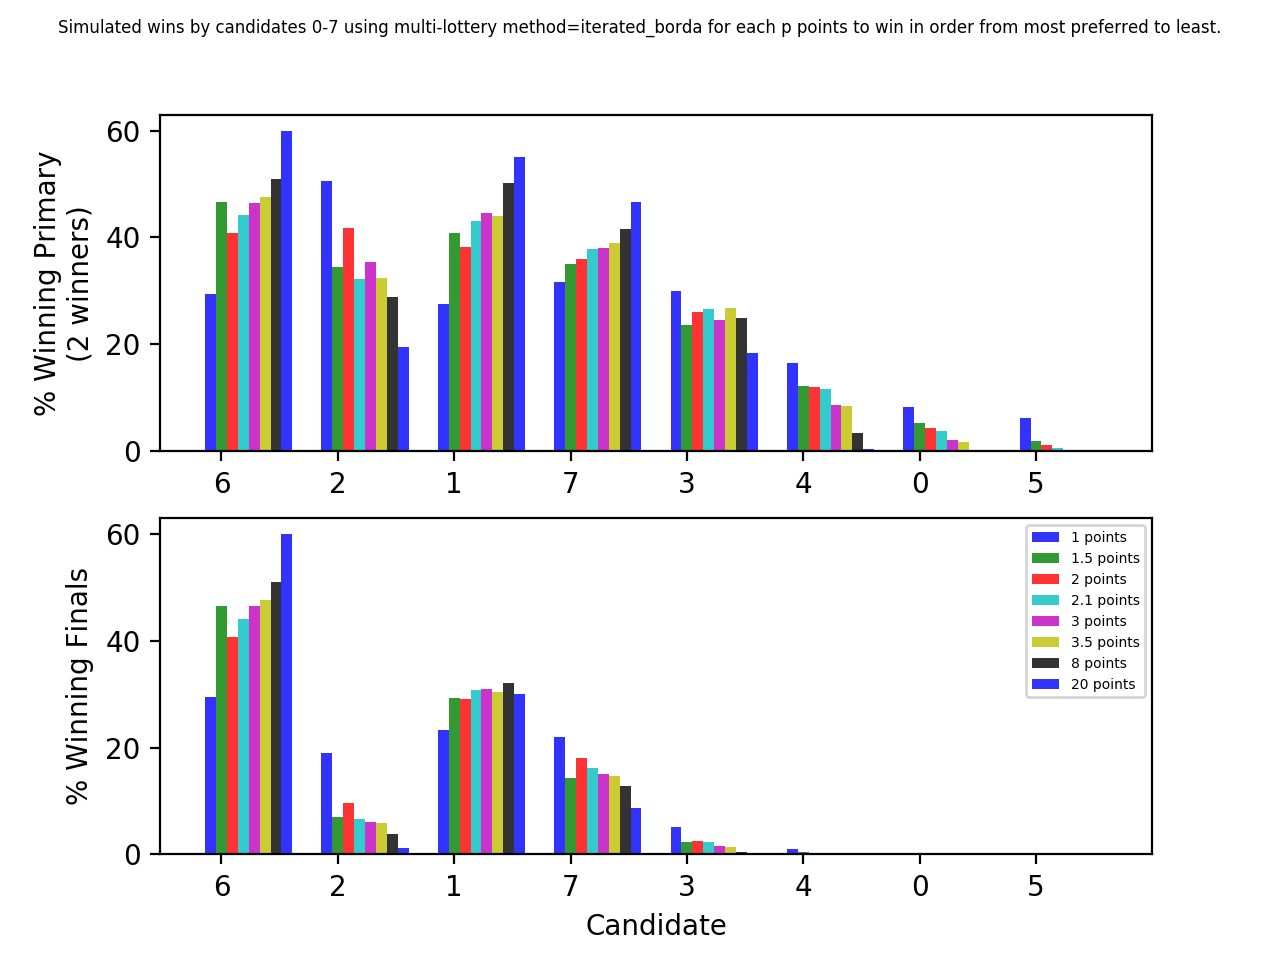 Simulated wins by candidates 0-7 using multi-lottery method=iterated_borda for each p points to win in order from most preferred to least.
% Winning Primary
(2 winners)
60
40
20
0
6 2 1 7 3 4 0 5
% Winning Finals
60
40
20
0
1 points
1.5 points
2 points
2.1 points
3 points
3.5 points
8 points
20 points
6 2 1 7 3 4 0 5
Candidate